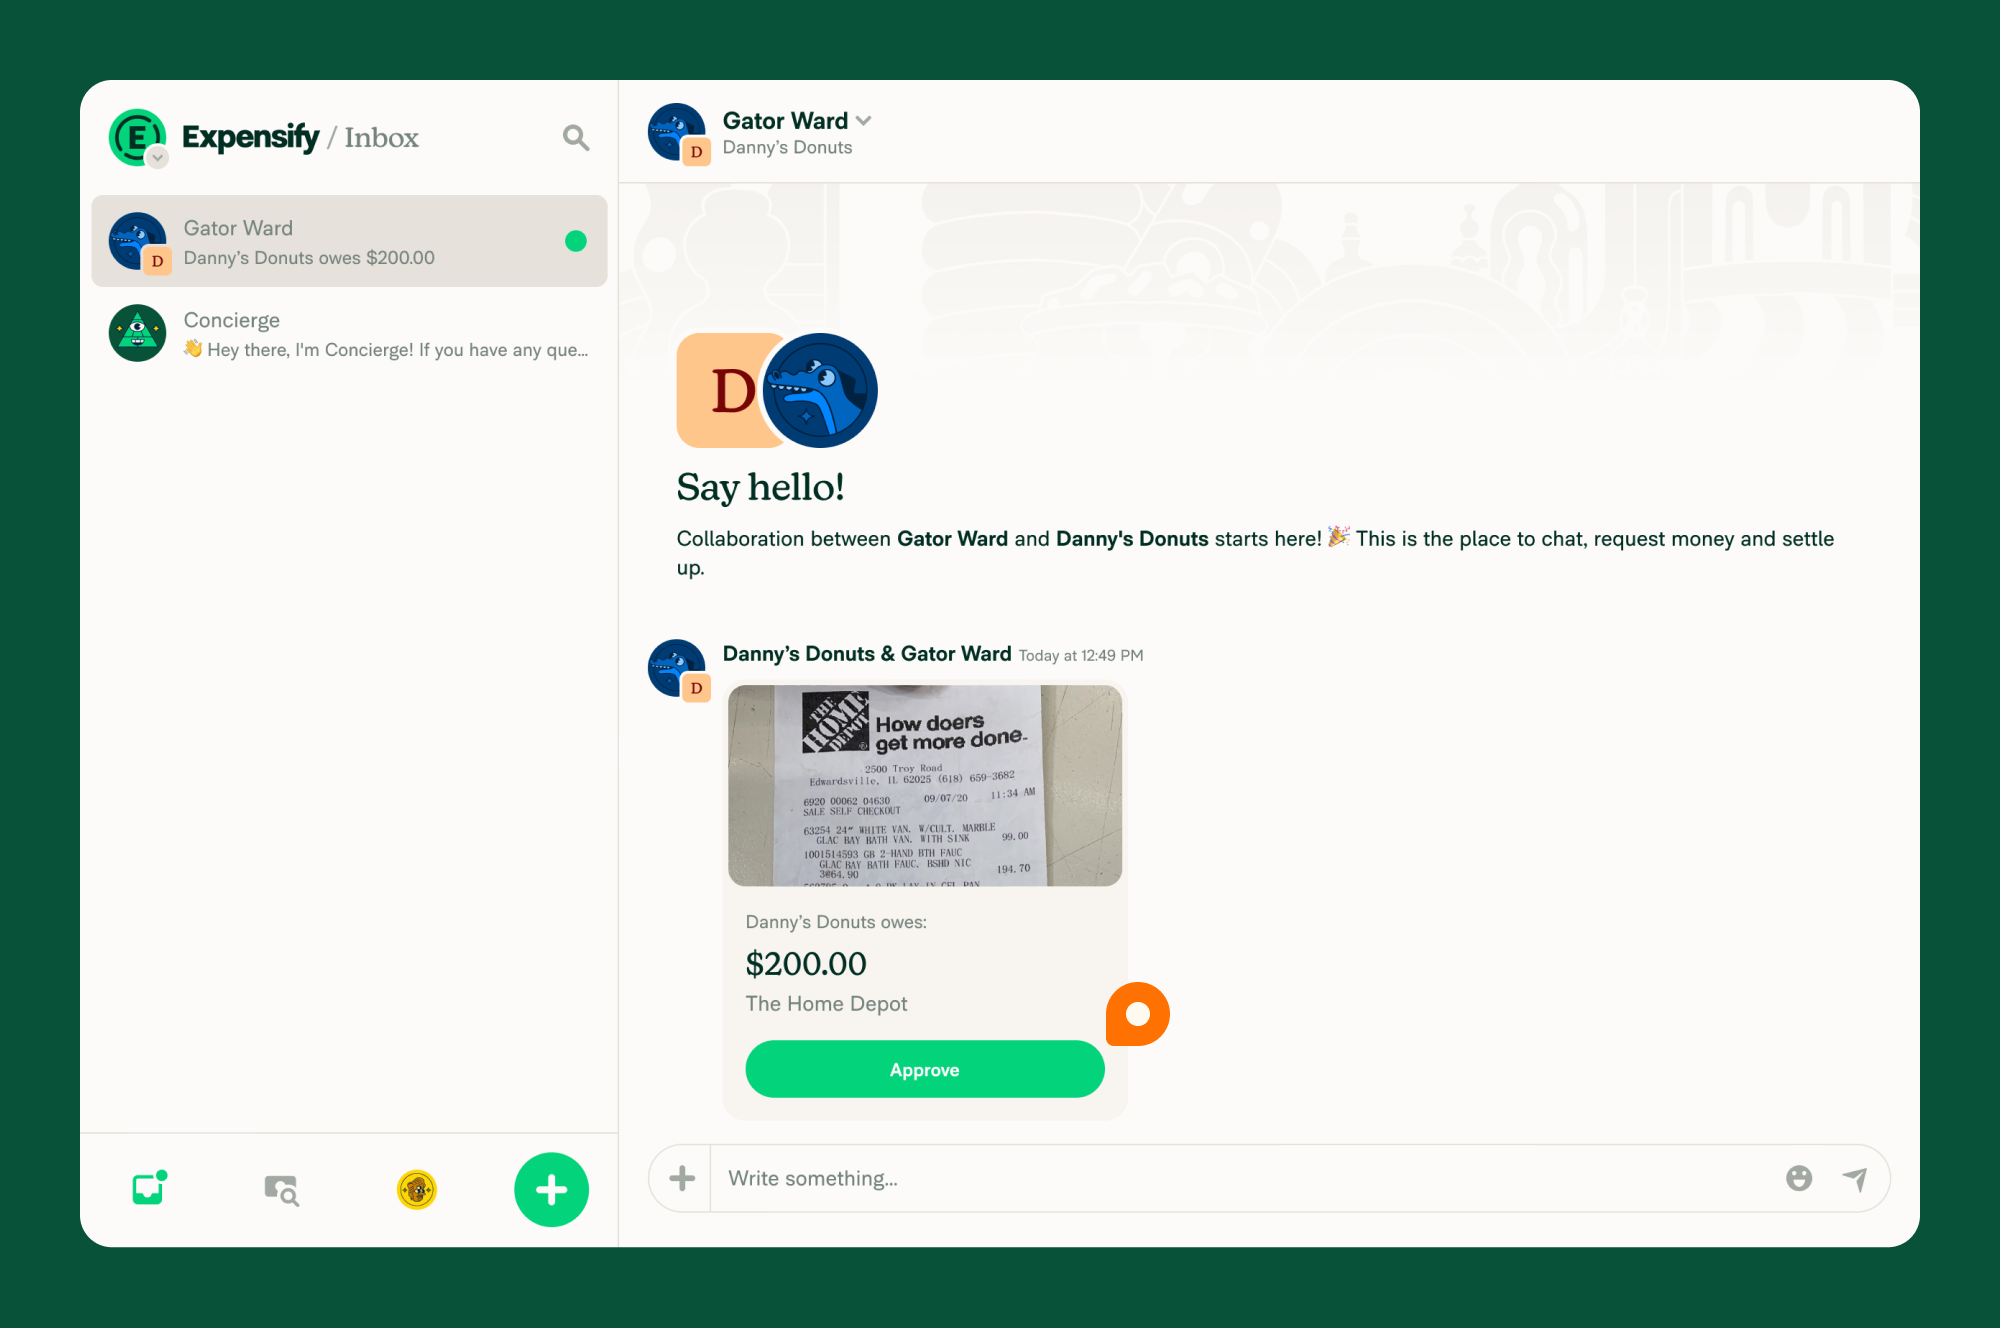 Expensify / Inbox
Gator Ward
Danny’s Donuts owes $200.00
D
Concierge
👋 Hey there, I'm Concierge! If you have any que...
Gator Ward
Danny’s Donuts
D
D
Say hello!
Collaboration between Gator Ward and Danny's Donuts starts here! 🎉 This is the place to chat, request money and settle
up.
Danny’s Donuts & Gator Ward Today at 12:49 PM
D
THE HOME DEPOT
How doers
get more done.
2500 Troy Road
Edwardsville, IL 62025 (618) 659-3682
6920 00062 04630 09/07/20 11:34 AM
SALE SELF CHECKOUT
63254 24" WHITE VAN. W/CULT. MARBLE
GLAC BAY BATH VAN. WITH SINK 99.00
1001514593 GB 2-HAND BTH FAUC
GLAC BAY BATH FAUC. BSHD NIC
3@64.90 194.70
Danny’s Donuts owes:
$200.00
The Home Depot
Approve
Write something...